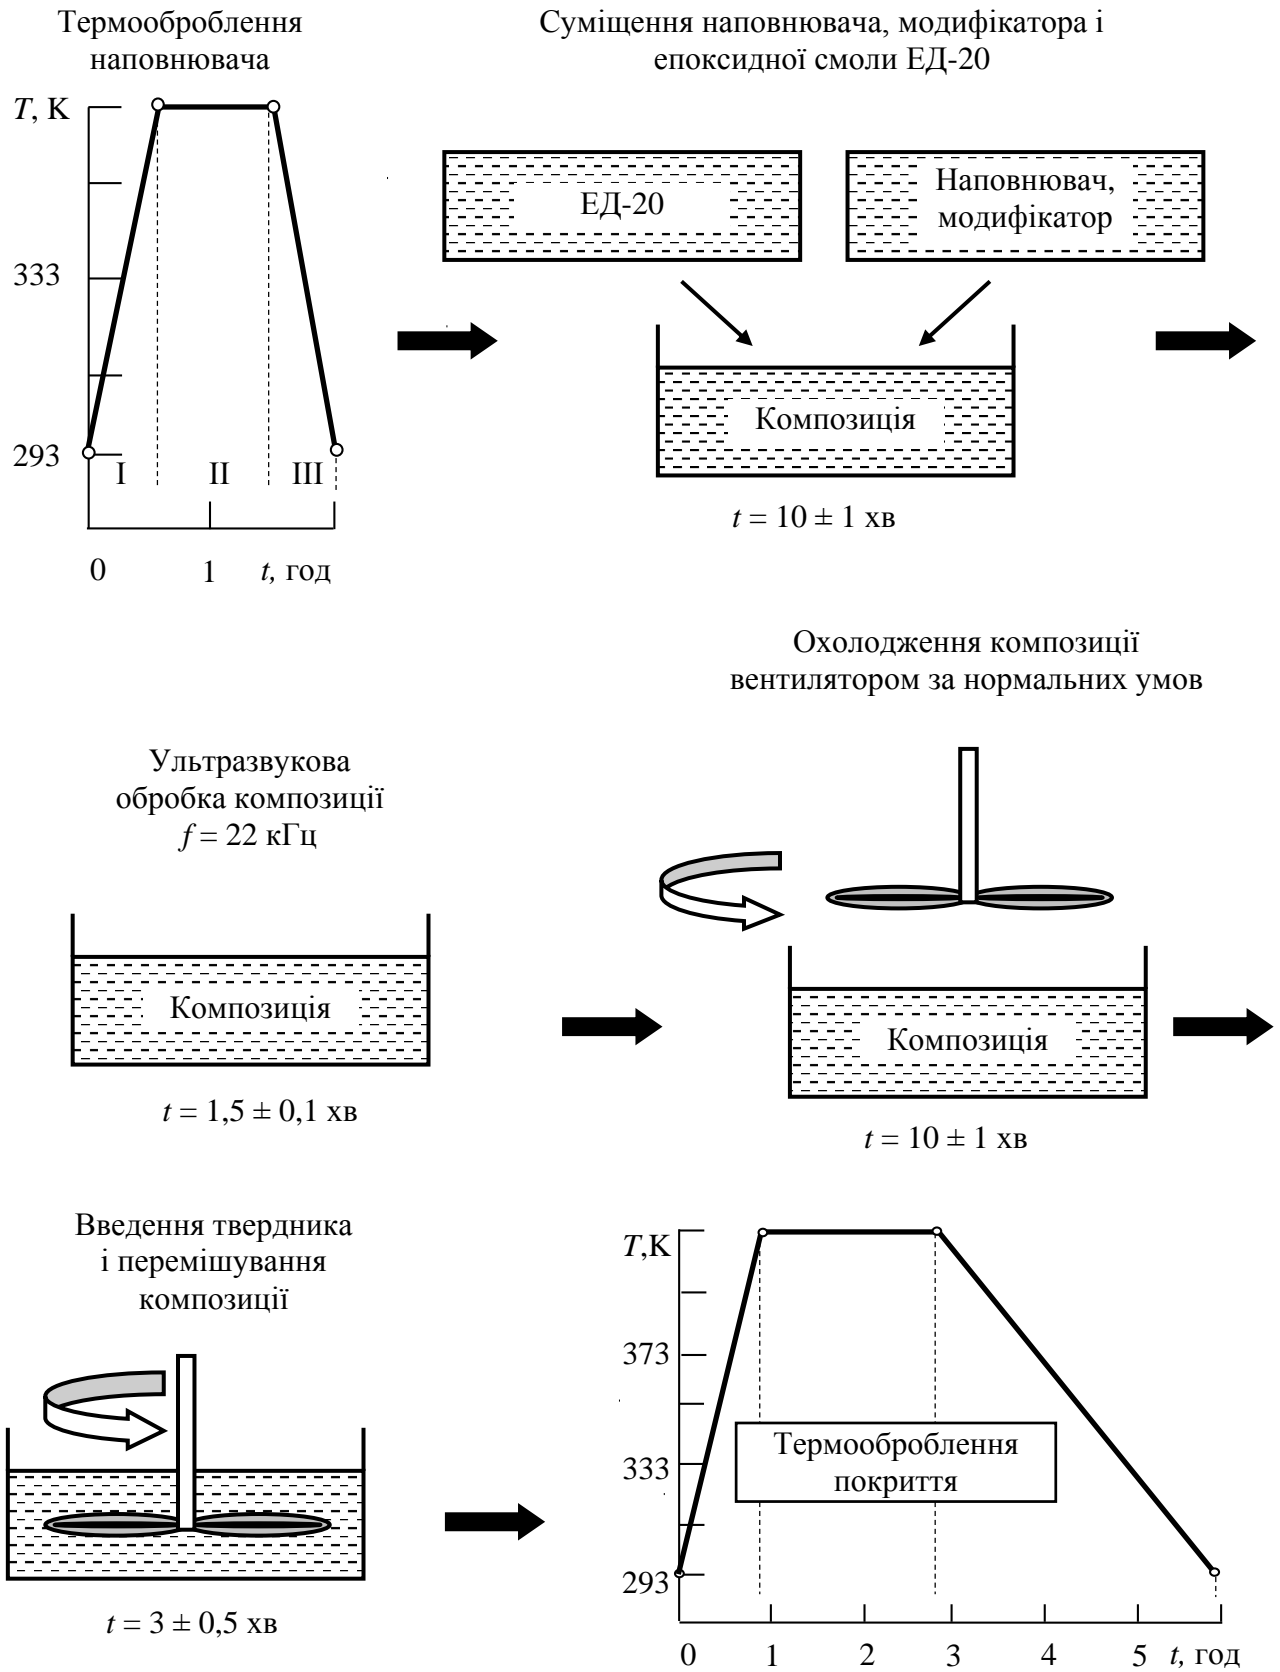 Термооброблення
наповнювача
T, K
333
293
I II III
0 1 t, год
Суміщення наповнювача, модифікатора і
епоксидної смоли ЕД-20
ЕД-20
Наповнювач,
модифікатор
Композиція
t = 10 ± 1 хв
Ультразвукова
обробка композиції
f = 22 кГц
Композиція
t = 1,5 ± 0,1 хв
Охолодження композиції
вентилятором за нормальних умов
Композиція
t = 10 ± 1 хв
Введення твердника
і перемішування
композиції
t = 3 ± 0,5 хв
T,K
373
333
293
Термооброблення
покриття
0 1 2 3 4 5 t, год